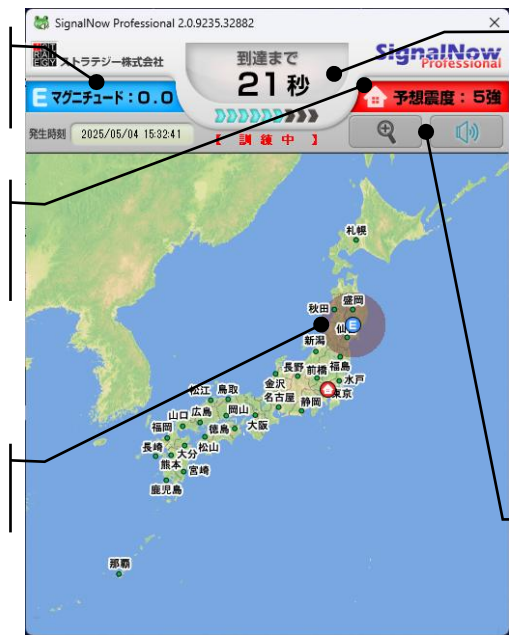 SignalNow Professional 2.0.9235.32882
STRATEGY ストラテジー株式会社
到達まで
21 秒
SignalNow
Professional
E マグニチュード:0.0
予想震度:5強
発生時刻 2025/05/04 15:32:41
【 訓 練 中 】
札幌
秋田 盛岡
仙
E
新潟
福島
長野 前橋
水戸
金沢
東京
名古屋 静岡
松江 鳥取
岡山
山口 広島
大阪
福岡
徳島
松山
長崎
大分
熊本
宮崎
鹿児島
那覇